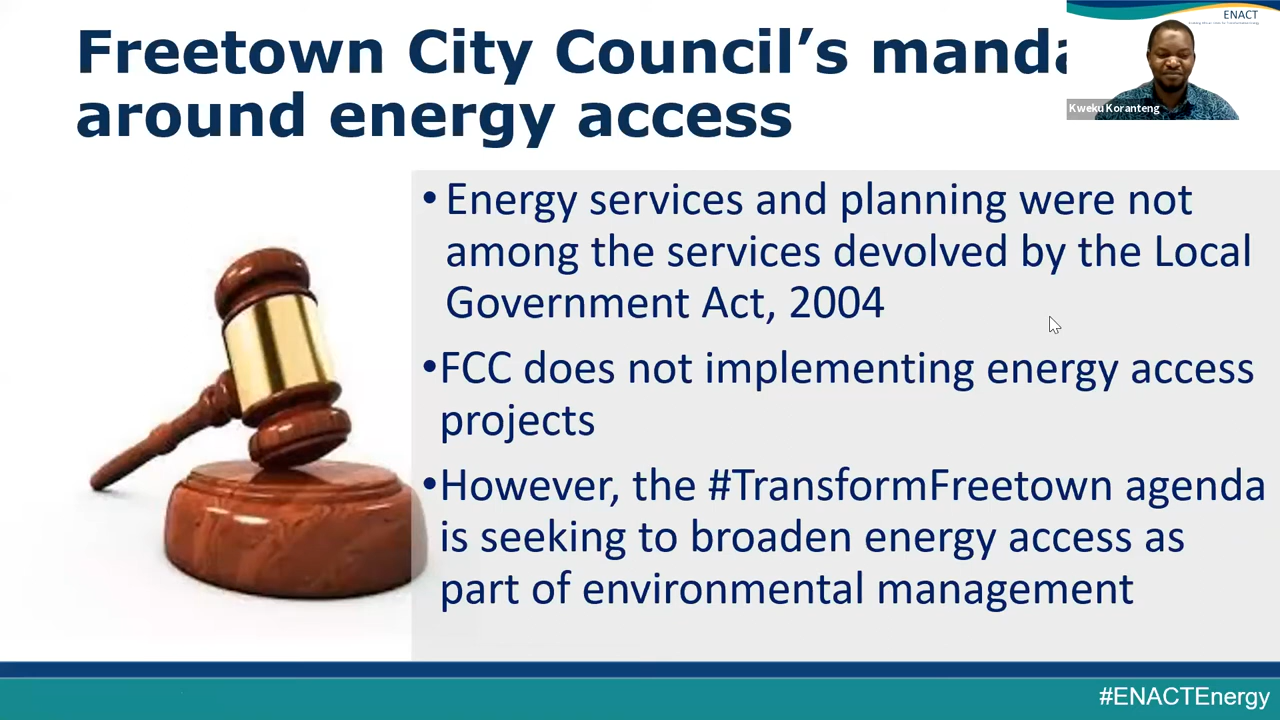 Freetown City Council’s manda
around energy access
ENACT
Kweku Koranteng
• Energy services and planning were not
among the services devolved by the Local
Government Act, 2004
•FCC does not implementing energy access
projects
•However, the #TransformFreetown agenda
is seeking to broaden energy access as
part of environmental management
#ENACTEnergy